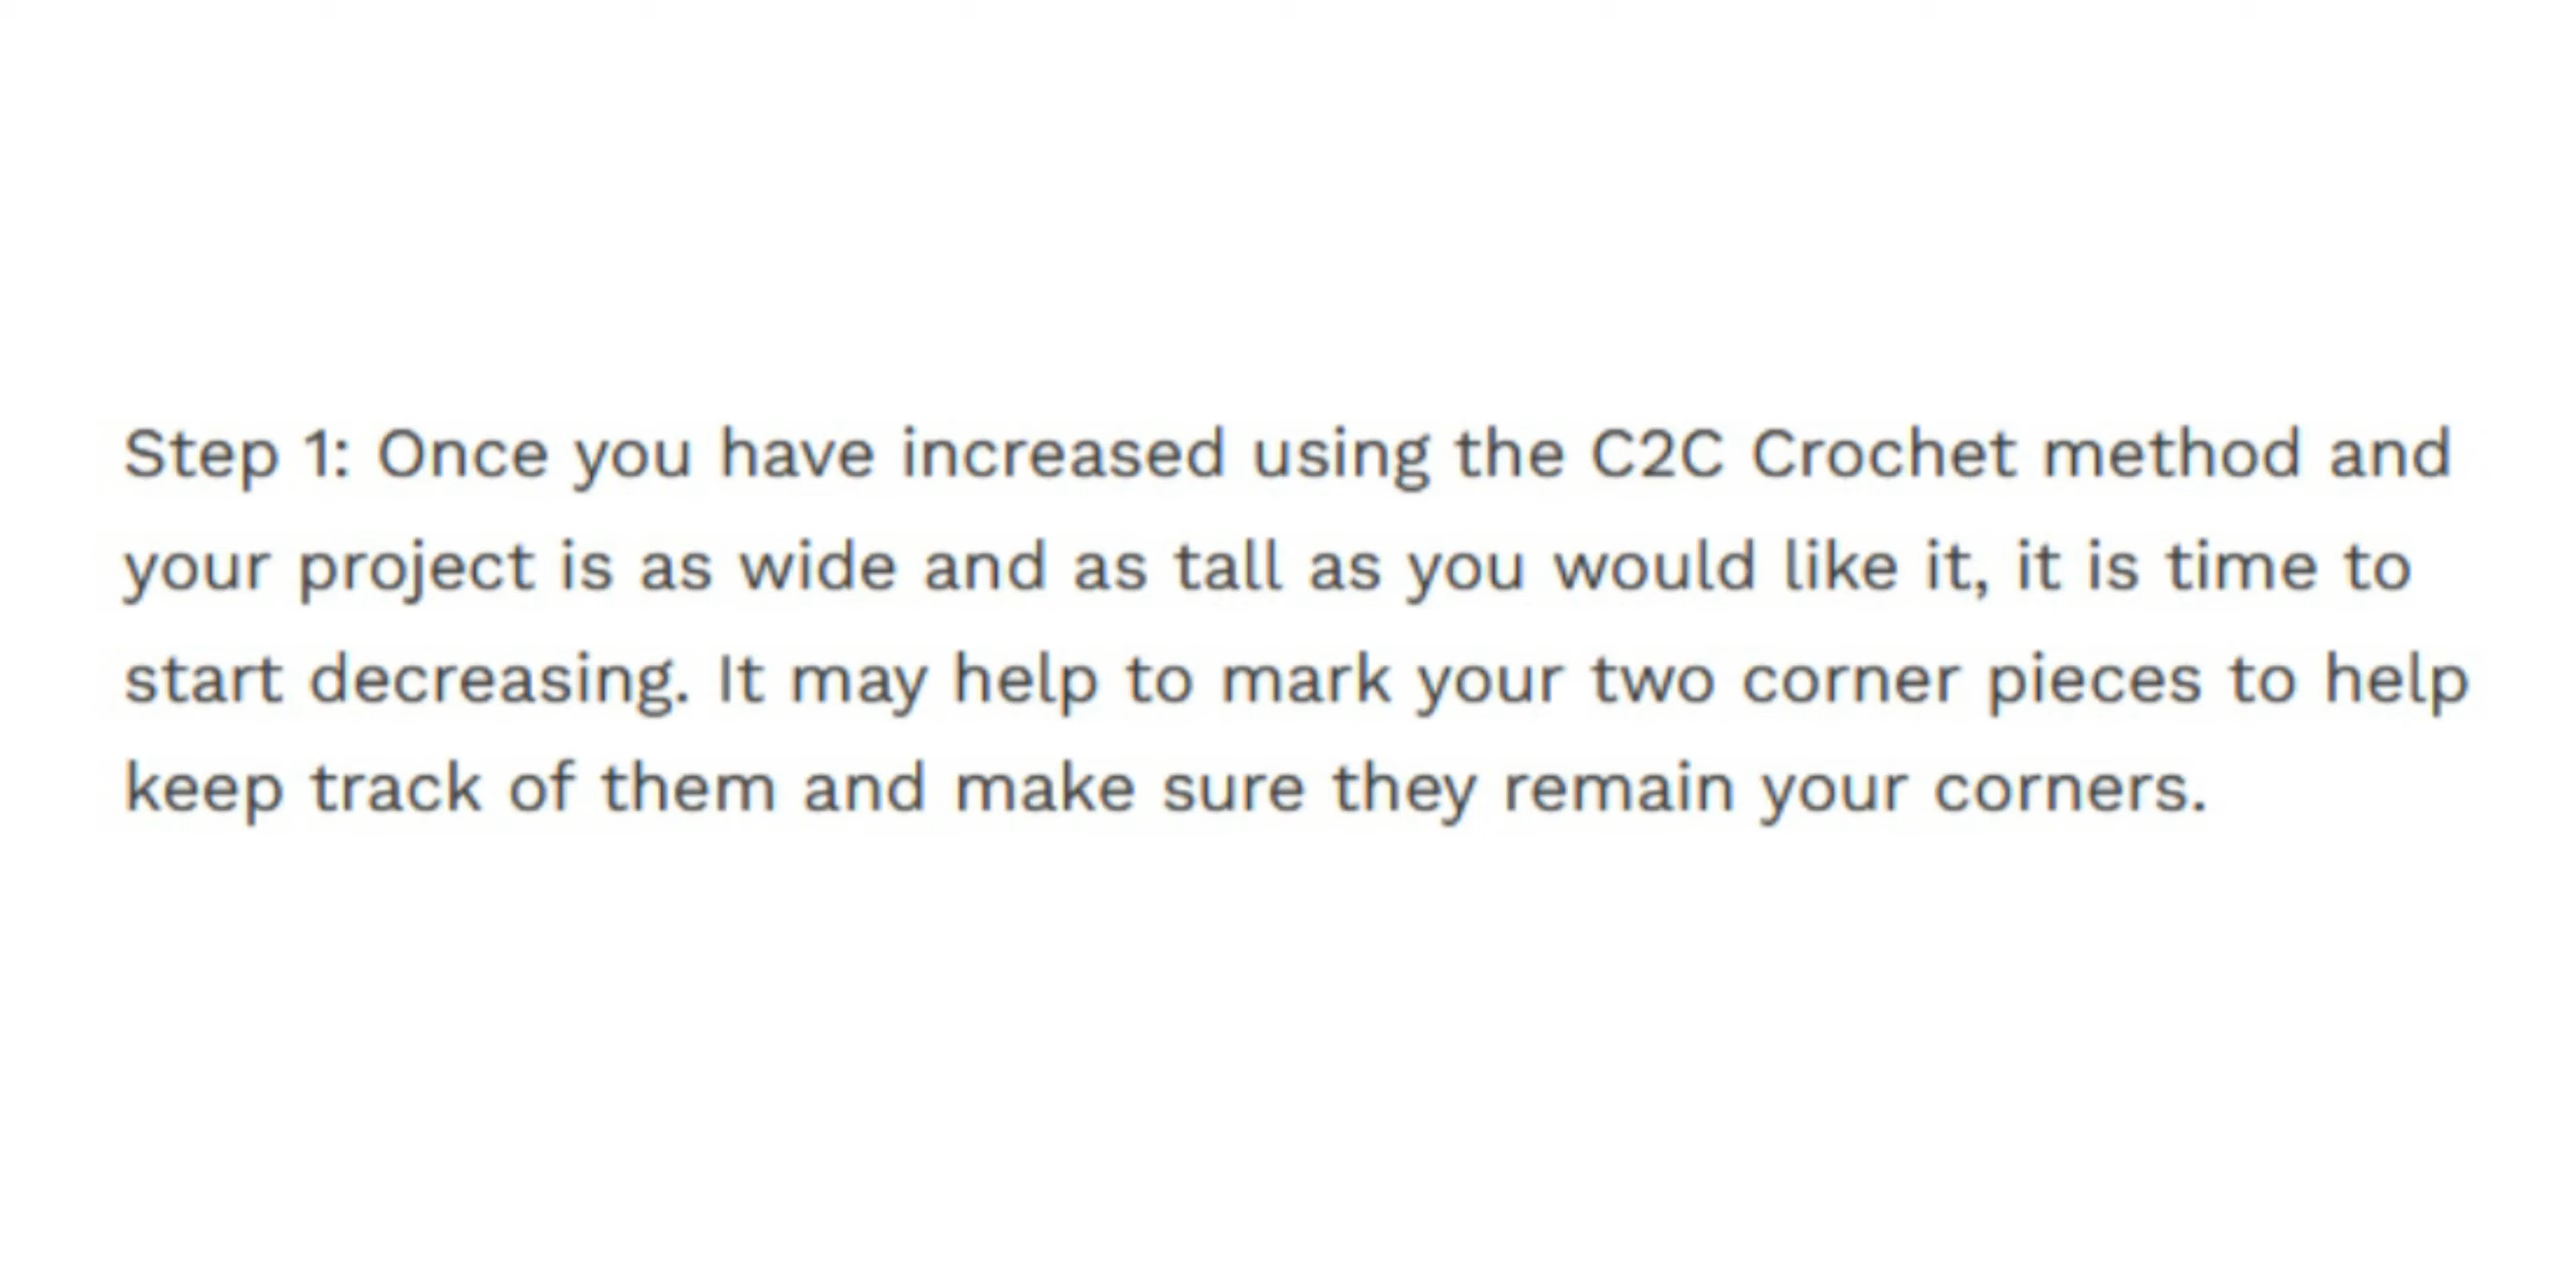 Step 1: Once you have increased using the C2C Crochet method and
your project is as wide and as tall as you would like it, it is time to
start decreasing. It may help to mark your two corner pieces to help
keep track of them and make sure they remain your corners.